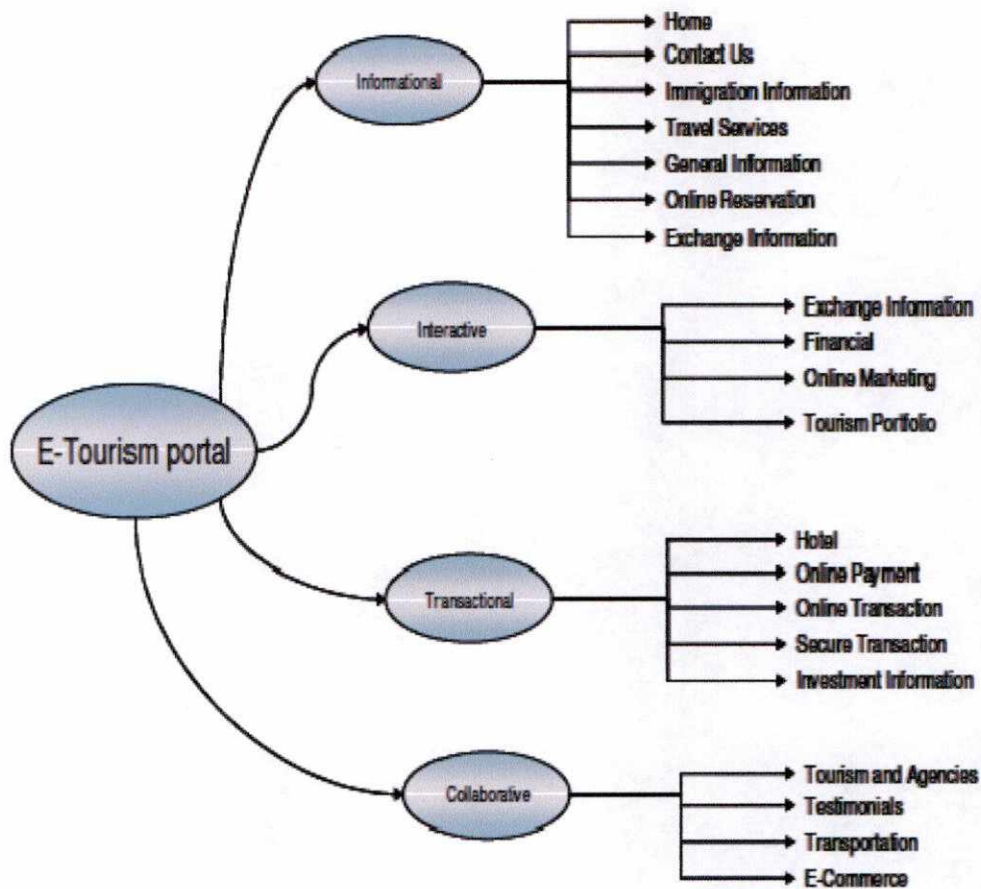 Home
Contact Us
Informational
Immigration Information
Travel Services
General Information
Online Reservation
Exchange Information
Exchange Information
Interactive
Financial
Online Marketing
Tourism Portfolio
E-Tourism portal
Hotel
Online Payment
Transactional
Online Transaction
Secure Transaction
Investment Information
Tourism and Agencies
Collaborative
Testimonials
Transportation
E-Commerce